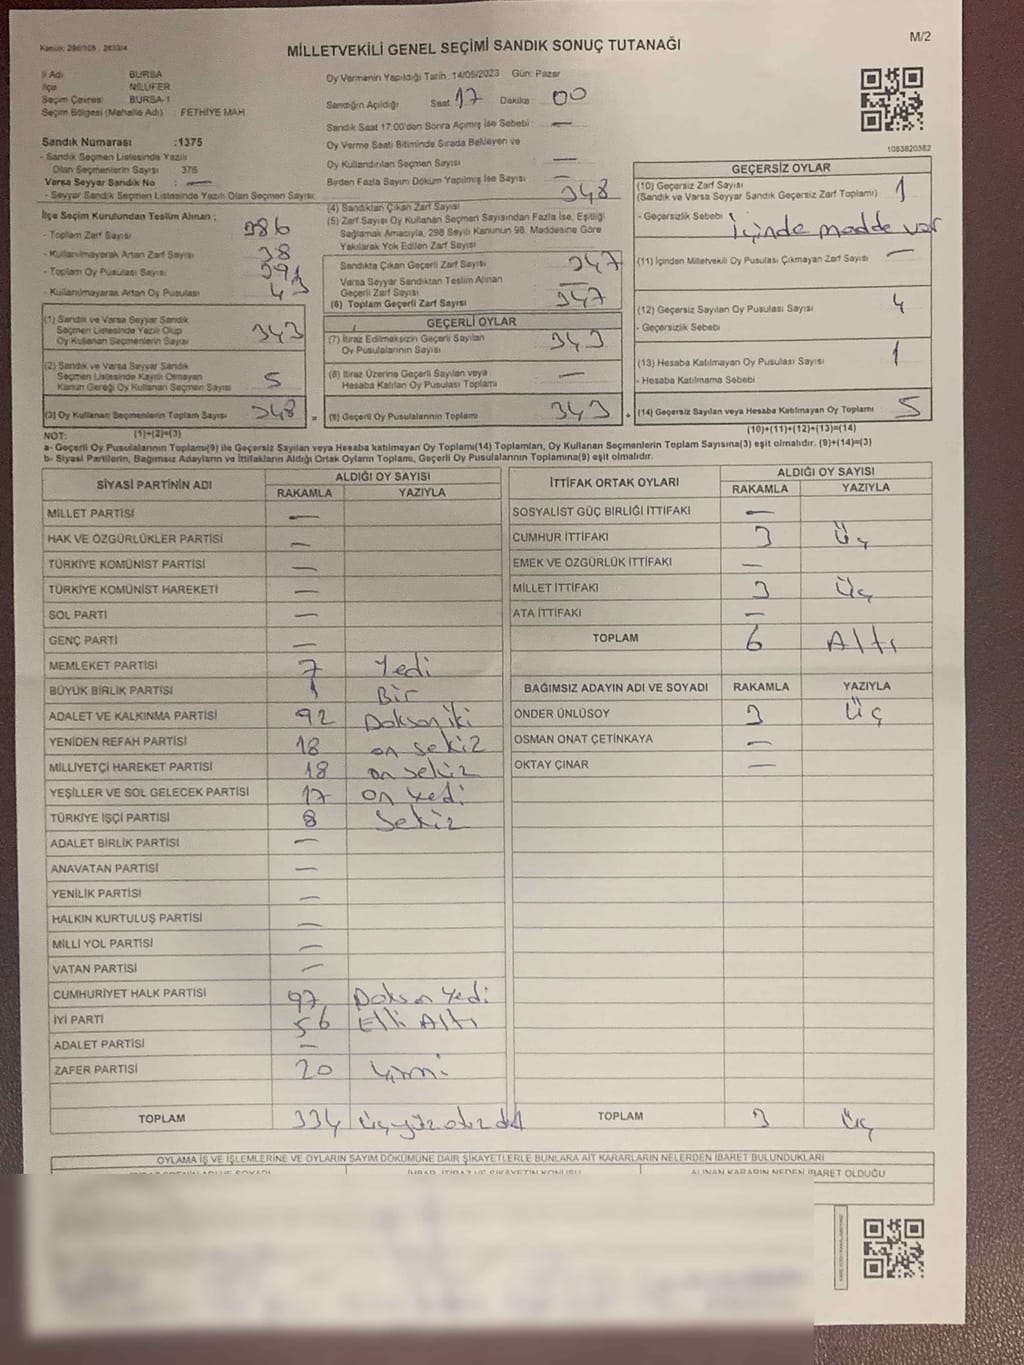 Kanun: 298/105 , 2839/4
M/2
MİLLETVEKİLİ GENEL SEÇİMİ SANDIK SONUÇ TUTANAĞI
İl Adı BURSA
İlçe NİLÜFER
Seçim Çevresi BURSA-1
Seçim Bölgesi (Mahalle Adı) FETHİYE MAH.
Oy Vermenin Yapıldığı Tarih: 14/05/2023 Gün: Pazar
Sandığın Açıldığı Saat 17 Dakika 00
Sandık Saat 17:00'den Sonra Açılmış İse Sebebi: —
Oy Verme Saati Bitiminde Sırada Bekleyen ve
Oy Kullandırılan Seçmen Sayısı —
Birden Fazla Sayım Döküm Yapılmış İse Sayısı —
1083820362
Sandık Numarası :1375
- Sandık Seçmen Listesinde Yazılı
Olan Seçmenlerin Sayısı 376
Varsa Seyyar Sandık No : —
- Seyyar Sandık Seçmen Listesinde Yazılı Olan Seçmen Sayısı:
İlçe Seçim Kurulundan Teslim Alınan ;
- Toplam Zarf Sayısı 386
- Kullanılmayarak Artan Zarf Sayısı 38
- Toplam Oy Pusulası Sayısı 391
- Kullanılmayarak Artan Oy Pusulası 43
(1) Sandık ve Varsa Seyyar Sandık
Seçmen Listesinde Yazılı Olup
Oy Kullanan Seçmenlerin Sayısı 343
(2) Sandık ve Varsa Seyyar Sandık
Seçmen Listesinde Kayıtlı Olmayan
Kanun Gereği Oy Kullanan Seçmen Sayısı 5
(3) Oy Kullanan Seçmenlerin Toplam Sayısı 348
(1)+(2)=(3)
(4) Sandıktan Çıkan Zarf Sayısı 348
(5) Zarf Sayısı Oy Kullanan Seçmen Sayısından Fazla İse, Eşitliği
Sağlamak Amacıyla, 298 Sayılı Kanunun 98. Maddesine Göre
Yakılarak Yok Edilen Zarf Sayısı
Sandıkta Çıkan Geçerli Zarf Sayısı 347
Varsa Seyyar Sandıktan Teslim Alınan
Geçerli Zarf Sayısı —
(6) Toplam Geçerli Zarf Sayısı 347
GEÇERLİ OYLAR
(7) İtiraz Edilmeksizin Geçerli Sayılan
Oy Pusulalarının Sayısı 343
(8) İtiraz Üzerine Geçerli Sayılan veya
Hesaba Katılan Oy Pusulası Toplamı —
= (9) Geçerli Oy Pusulalarının Toplamı 343 +
GEÇERSİZ OYLAR
(10) Geçersiz Zarf Sayısı
(Sandık ve Varsa Seyyar Sandık Geçersiz Zarf Toplamı) 1
- Geçersizlik Sebebi
İçinde madde var
(11) İçinden Milletvekili Oy Pusulası Çıkmayan Zarf Sayısı —
(12) Geçersiz Sayılan Oy Pusulası Sayısı 4
- Geçersizlik Sebebi
(13) Hesaba Katılmayan Oy Pusulası Sayısı 1
- Hesaba Katılmama Sebebi
(14) Geçersiz Sayılan veya Hesaba Katılmayan Oy Toplamı 5
(10)+(11)+(12)+(13)=(14)
NOT:
a- Geçerli Oy Pusulalarının Toplamı(9) ile Geçersiz Sayılan veya Hesaba katılmayan Oy Toplamı(14) Toplamları, Oy Kullanan Seçmenlerin Toplam Sayısına(3) eşit olmalıdır. (9)+(14)=(3)
b- Siyasi Partilerin, Bağımsız Adayların ve İttifakların Aldığı Ortak Oyların Toplamı, Geçerli Oy Pusulalarının Toplamına(9) eşit olmalıdır.
SİYASİ PARTİNİN ADI ALDIĞI OY SAYISI
RAKAMLA YAZIYLA
MİLLET PARTİSİ —
HAK VE ÖZGÜRLÜKLER PARTİSİ —
TÜRKİYE KOMÜNİST PARTİSİ —
TÜRKİYE KOMÜNİST HAREKETİ —
SOL PARTİ —
GENÇ PARTİ —
MEMLEKET PARTİSİ 7 Yedi
BÜYÜK BİRLİK PARTİSİ 1 Bir
ADALET VE KALKINMA PARTİSİ 92 Doksan iki
YENİDEN REFAH PARTİSİ 18 on sekiz
MİLLİYETÇİ HAREKET PARTİSİ 18 on sekiz
YEŞİLLER VE SOL GELECEK PARTİSİ 17 on yedi
TÜRKİYE İŞÇİ PARTİSİ 8 Sekiz
ADALET BİRLİK PARTİSİ —
ANAVATAN PARTİSİ —
YENİLİK PARTİSİ —
HALKIN KURTULUŞ PARTİSİ —
MİLLİ YOL PARTİSİ —
VATAN PARTİSİ —
CUMHURİYET HALK PARTİSİ 97 Doksan Yedi
İYİ PARTİ 56 Elli Altı
ADALET PARTİSİ —
ZAFER PARTİSİ 20 Yirmi
TOPLAM 334
İTTİFAK ORTAK OYLARI ALDIĞI OY SAYISI
RAKAMLA YAZIYLA
SOSYALİST GÜÇ BİRLİĞİ İTTİFAKI —
CUMHUR İTTİFAKI 3 Üç
EMEK VE ÖZGÜRLÜK İTTİFAKI —
MİLLET İTTİFAKI 3 Üç
ATA İTTİFAKI —
TOPLAM 6 Altı
BAĞIMSIZ ADAYIN ADI VE SOYADI RAKAMLA YAZIYLA
ÖNDER ÜNLÜSOY 3 Üç
OSMAN ONAT ÇETİNKAYA —
OKTAY ÇINAR —
TOPLAM 3 Üç
OYLAMA İŞ VE İŞLEMLERİNE VE OYLARIN SAYIM DÖKÜMÜNE DAİR ŞİKAYETLERLE BUNLARA AİT KARARLARIN NELERDEN İBARET BULUNDUKLARI
ALINAN KARARIN NEDEN İBARET OLDUĞU